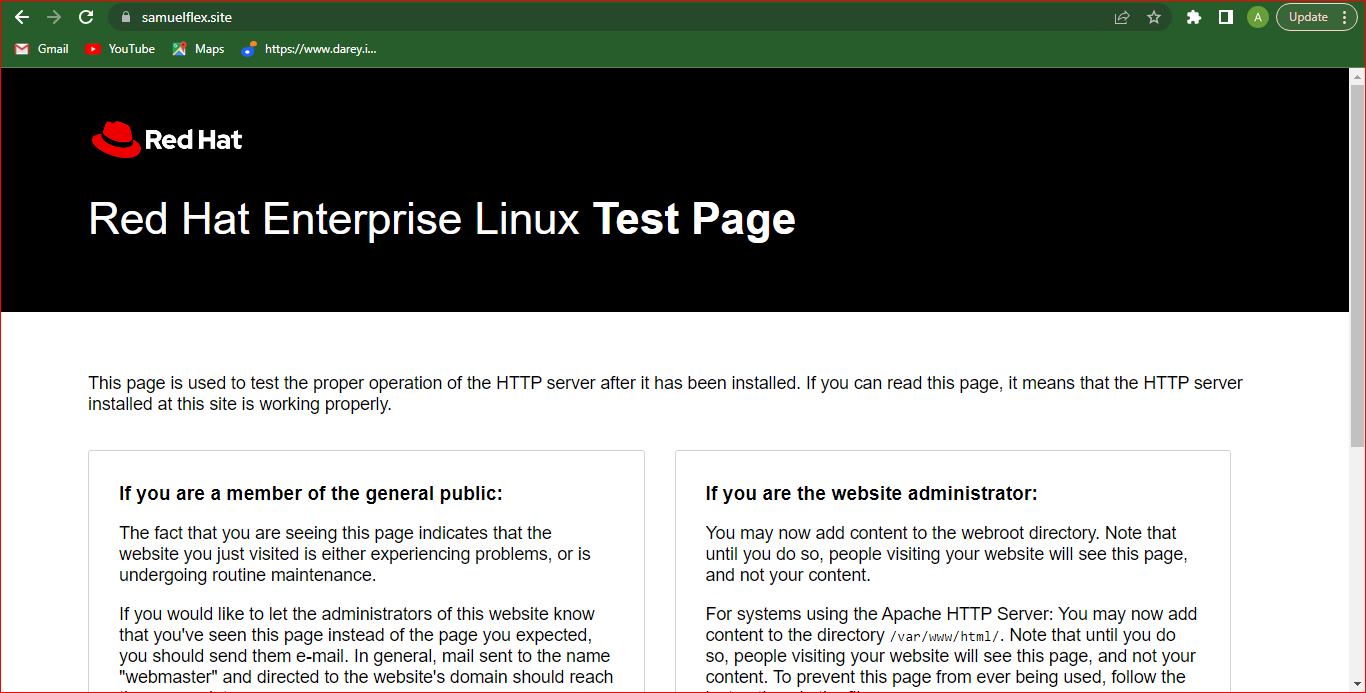 samuelflex.site
A
Update
Gmail
YouTube
Maps
https://www.darey.i...
Red Hat
Red Hat Enterprise Linux Test Page
This page is used to test the proper operation of the HTTP server after it has been installed. If you can read this page, it means that the HTTP server
installed at this site is working properly.
If you are a member of the general public:
The fact that you are seeing this page indicates that the
website you just visited is either experiencing problems, or is
undergoing routine maintenance.
If you would like to let the administrators of this website know
that you've seen this page instead of the page you expected,
you should send them e-mail. In general, mail sent to the name
"webmaster" and directed to the website's domain should reach
If you are the website administrator:
You may now add content to the webroot directory. Note that
until you do so, people visiting your website will see this page,
and not your content.
For systems using the Apache HTTP Server: You may now add
content to the directory /var/www/html/. Note that until you do
so, people visiting your website will see this page, and not your
content. To prevent this page from ever being used, follow the